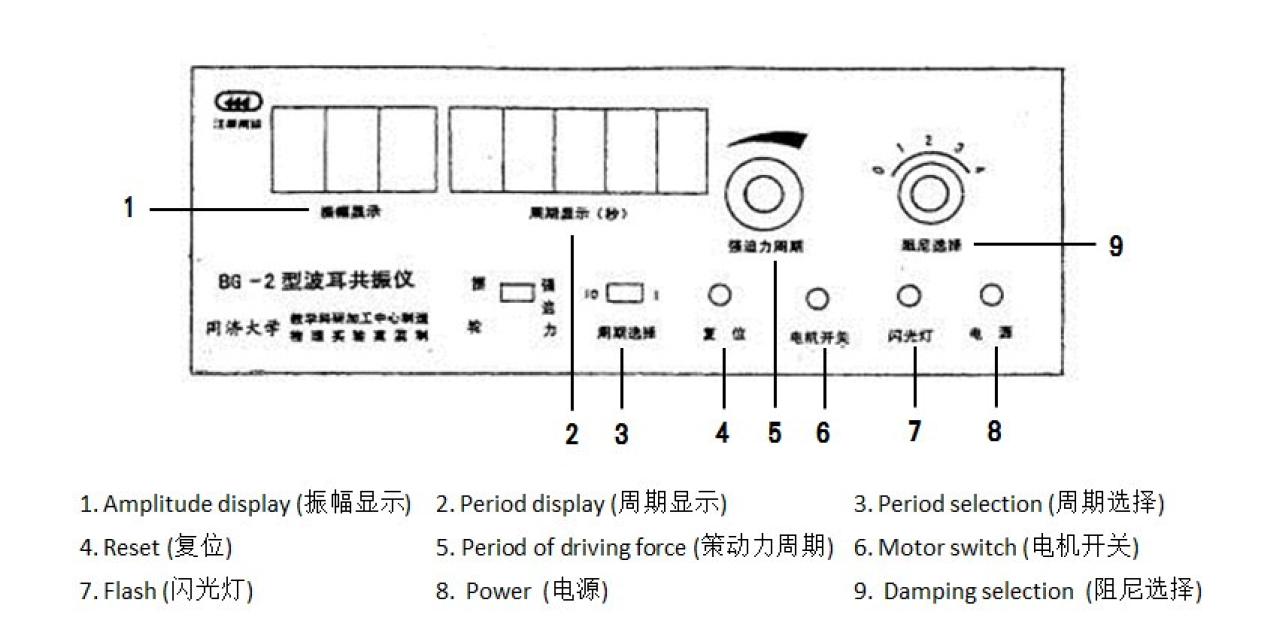 0 1 2 3 4
振幅显示
周期显示(秒)
强迫力周期
阻尼选择
1
9
BG-2型波耳共振仪
同济大学
教学科研加工中心制造
物理实验室监制
摆轮
强迫力
10 1
周期选择
复位
电机开关
闪光灯
电源
2 3 4 5 6 7 8
1. Amplitude display (振幅显示) 2. Period display (周期显示) 3. Period selection (周期选择)
4. Reset (复位) 5. Period of driving force (策动力周期) 6. Motor switch (电机开关)
7. Flash (闪光灯) 8. Power (电源) 9. Damping selection (阻尼选择)